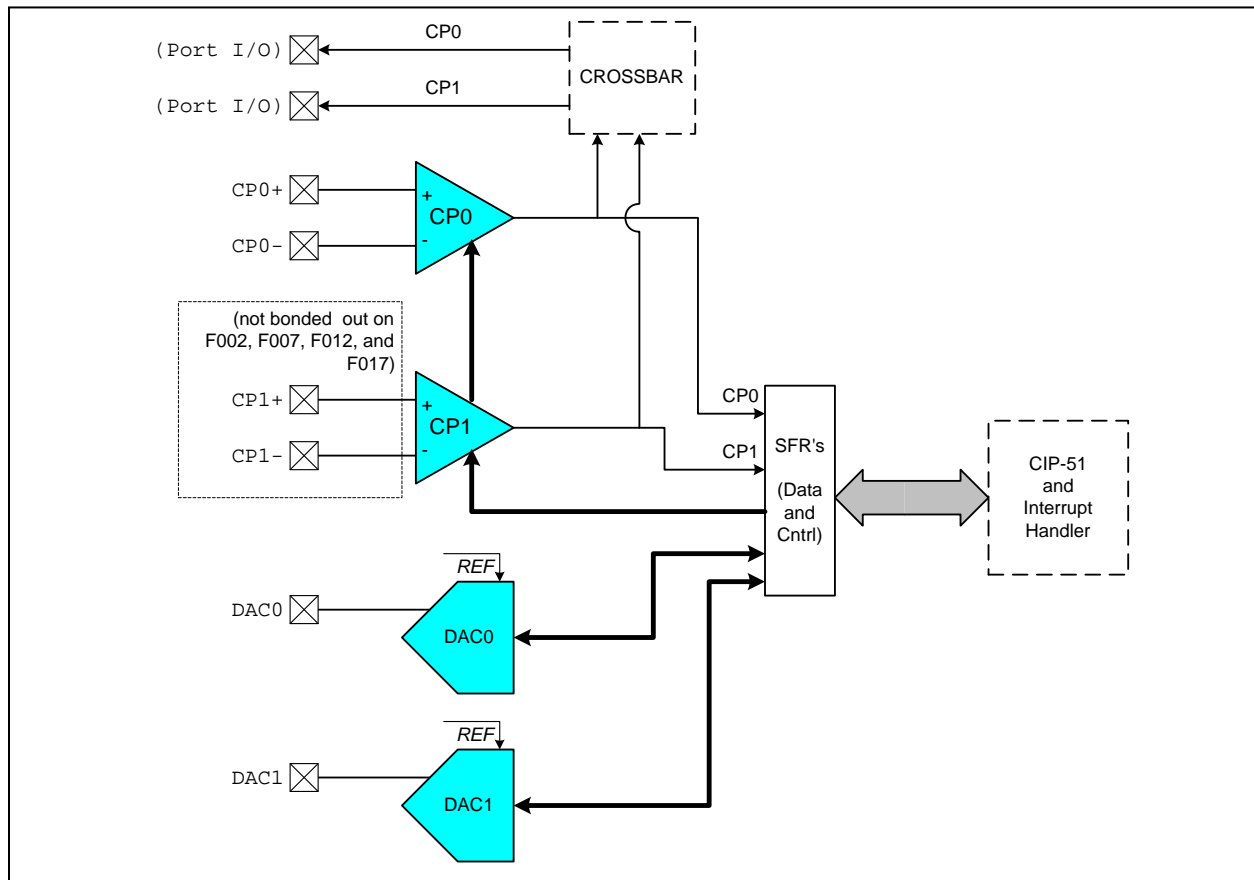 (Port I/O)
CP0
CROSSBAR
(Port I/O)
CP1
CP0+
+
CP0
CP0-
-
(not bonded out on
F002, F007, F012, and
F017)
CP1+
+
CP1
CP1-
-
CP0
CP1
SFR's
(Data
and
Cntrl)
CIP-51
and
Interrupt
Handler
REF
DAC0
DAC0
REF
DAC1
DAC1